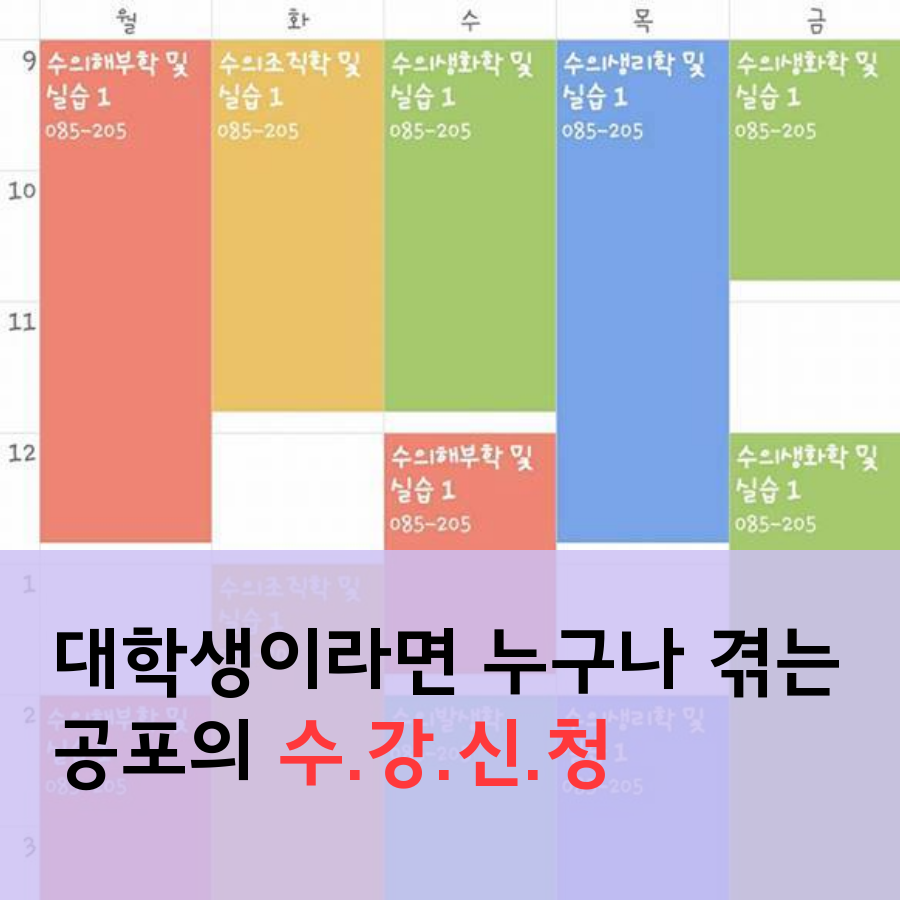 월 화 수 목 금
9 수의해부학 및 수의조직학 및 수의생화학 및 수의생리학 및 수의생화학 및
실습 1 실습 1 실습 1 실습 1 실습 1
085-205 085-205 085-205 085-205 085-205
10
11
12 수의해부학 및 수의생화학 및
실습 1 실습 1
085-205 085-205
1 수의조직학 및
실습 1
대학생이라면 누구나 겪는
2 수의해부학 및 수의발생학 수의생리학 및
공포의 수.강.신.청
085-205
3